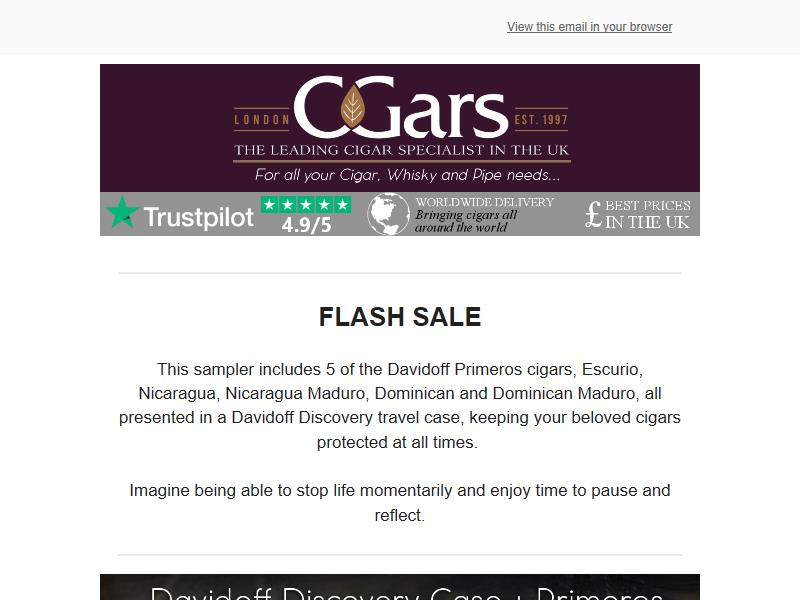 View this email in your browser
CGars
LONDON
EST. 1997
THE LEADING CIGAR SPECIALIST IN THE UK
For all your Cigar, Whisky and Pipe needs...
Trustpilot
4.9/5
WORLDWIDE DELIVERY
Bringing cigars all
around the world
£ BEST PRICES
IN THE UK
FLASH SALE
This sampler includes 5 of the Davidoff Primeros cigars, Escurio,
Nicaragua, Nicaragua Maduro, Dominican and Dominican Maduro, all
presented in a Davidoff Discovery travel case, keeping your beloved cigars
protected at all times.
Imagine being able to stop life momentarily and enjoy time to pause and
reflect.
Davidoff Discovery Case + Primeros